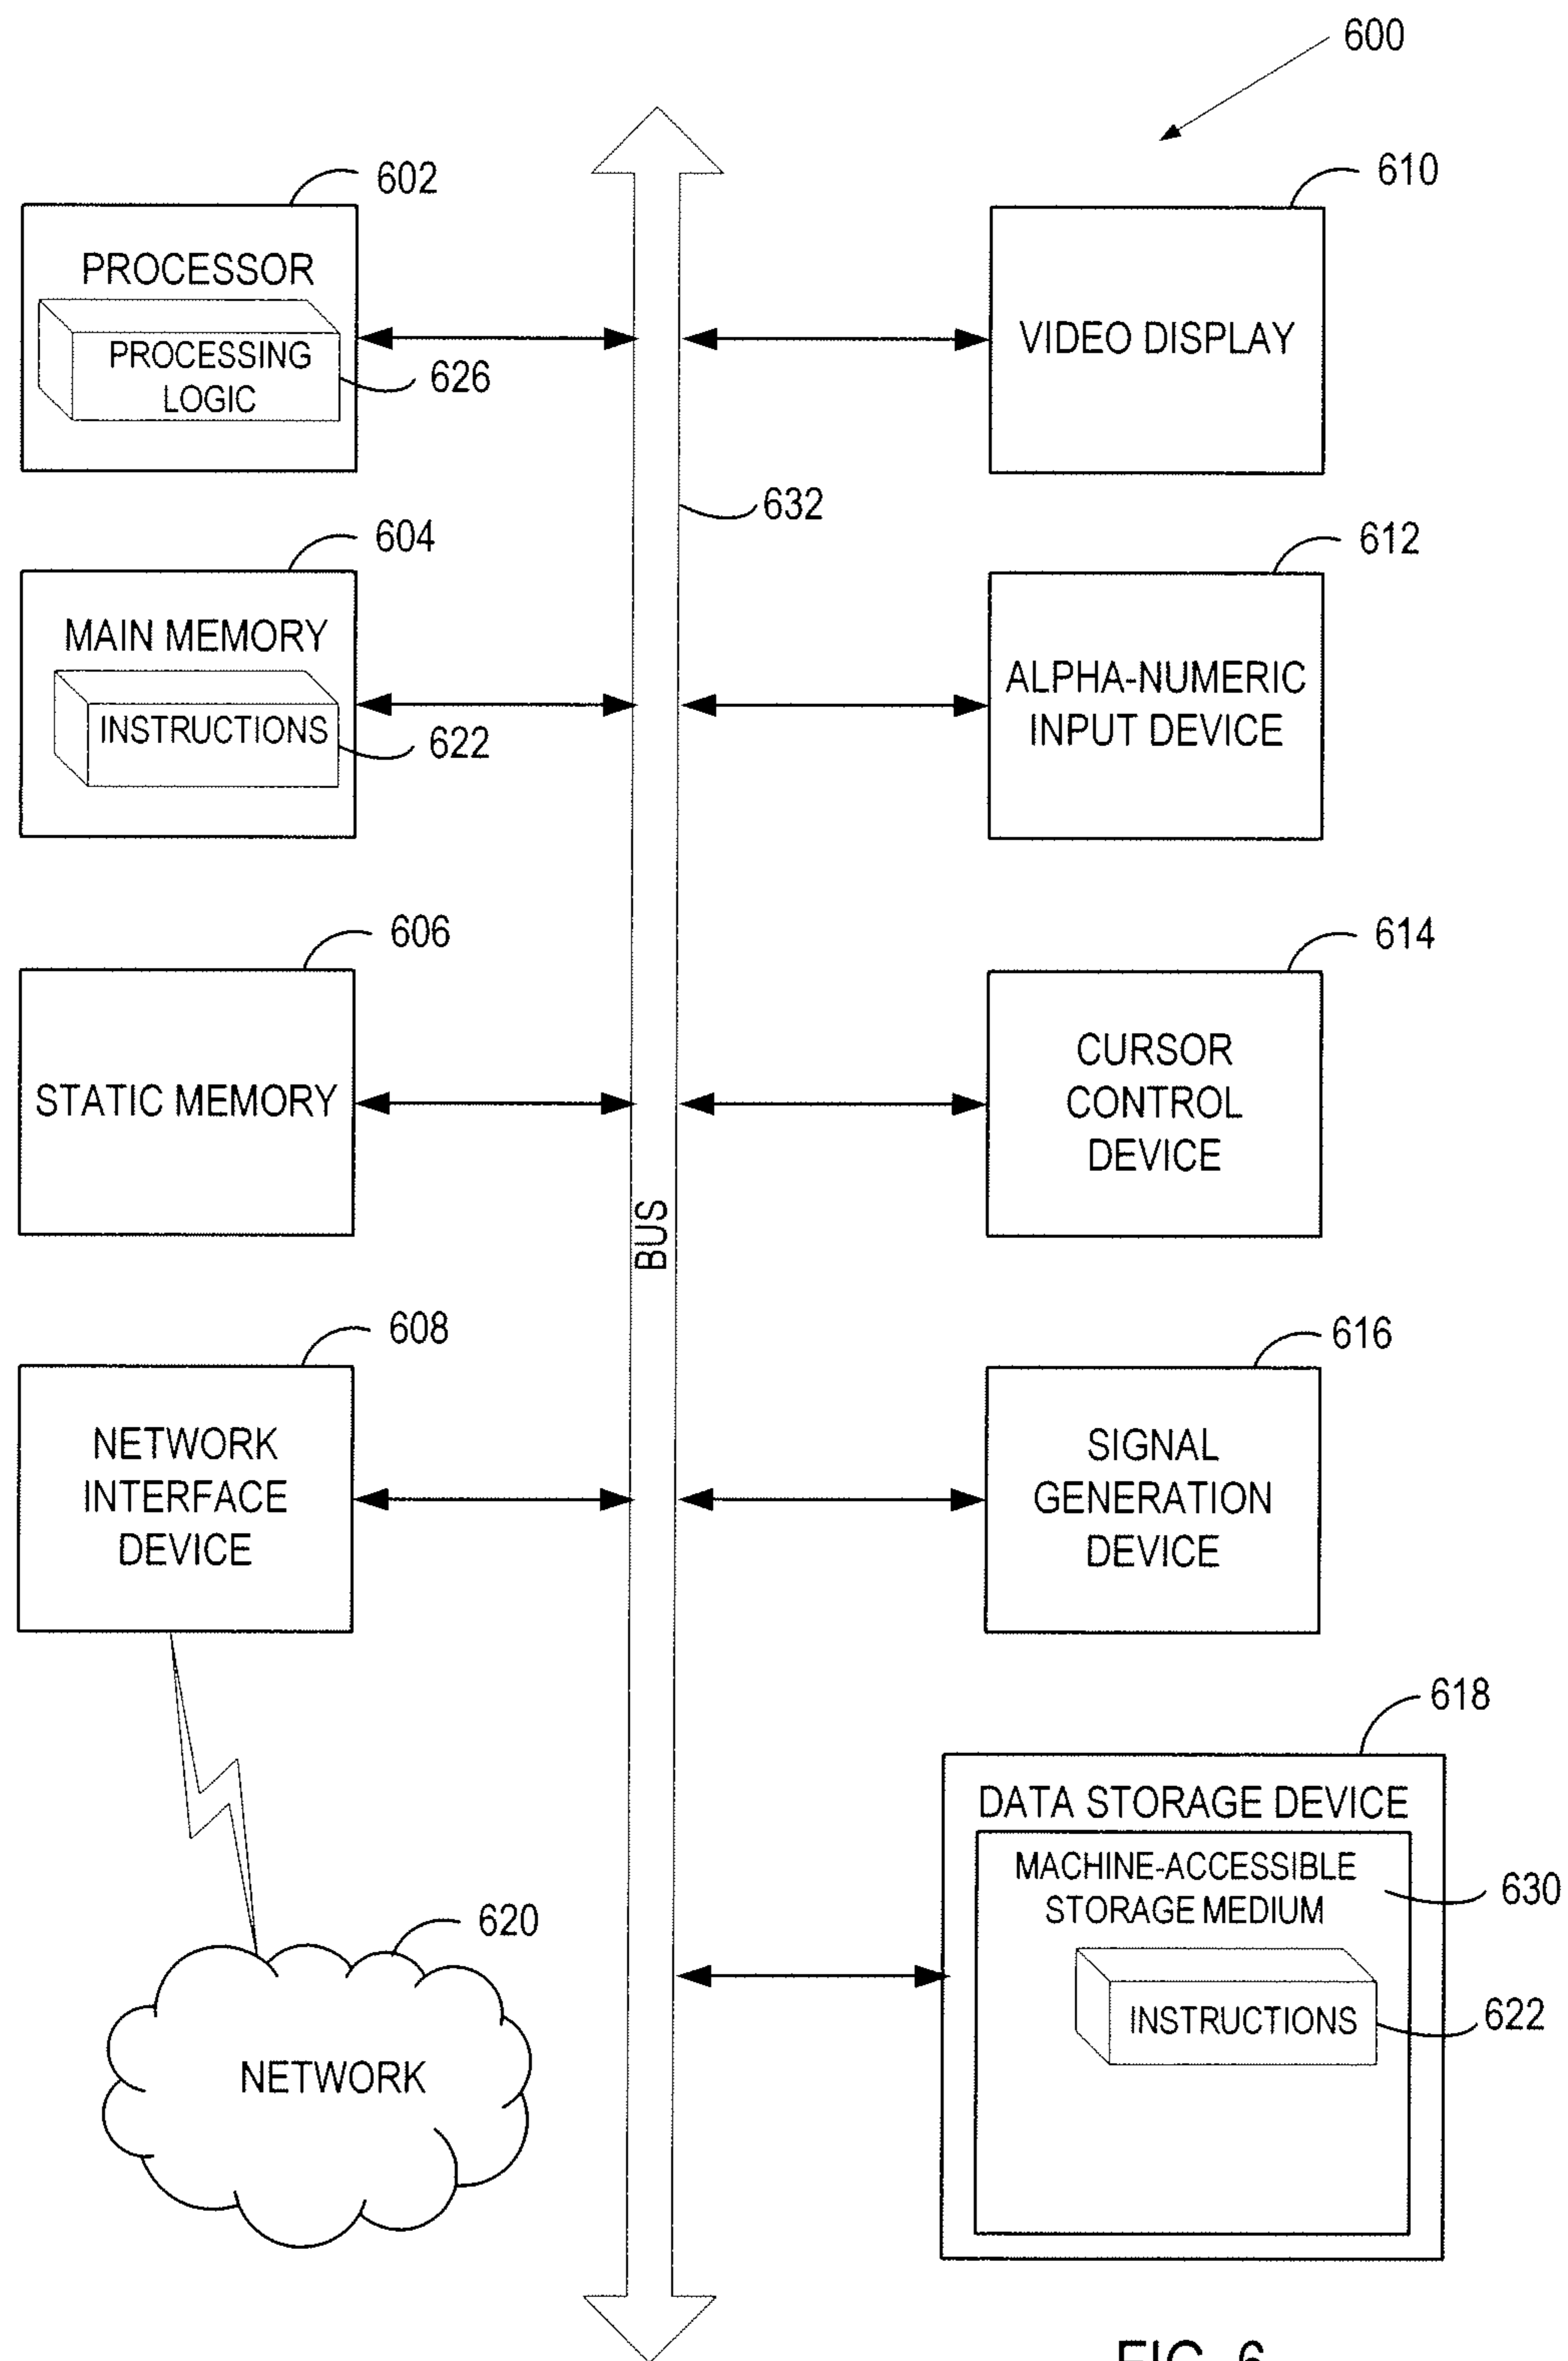 600
602
PROCESSOR
PROCESSING
LOGIC
626
610
VIDEO DISPLAY
632
604
MAIN MEMORY
INSTRUCTIONS
622
612
ALPHA-NUMERIC
INPUT DEVICE
606
STATIC MEMORY
614
CURSOR
CONTROL
DEVICE
BUS
608
NETWORK
INTERFACE
DEVICE
616
SIGNAL
GENERATION
DEVICE
618
DATA STORAGE DEVICE
MACHINE-ACCESSIBLE
STORAGE MEDIUM
630
INSTRUCTIONS
622
620
NETWORK
FIG. 6